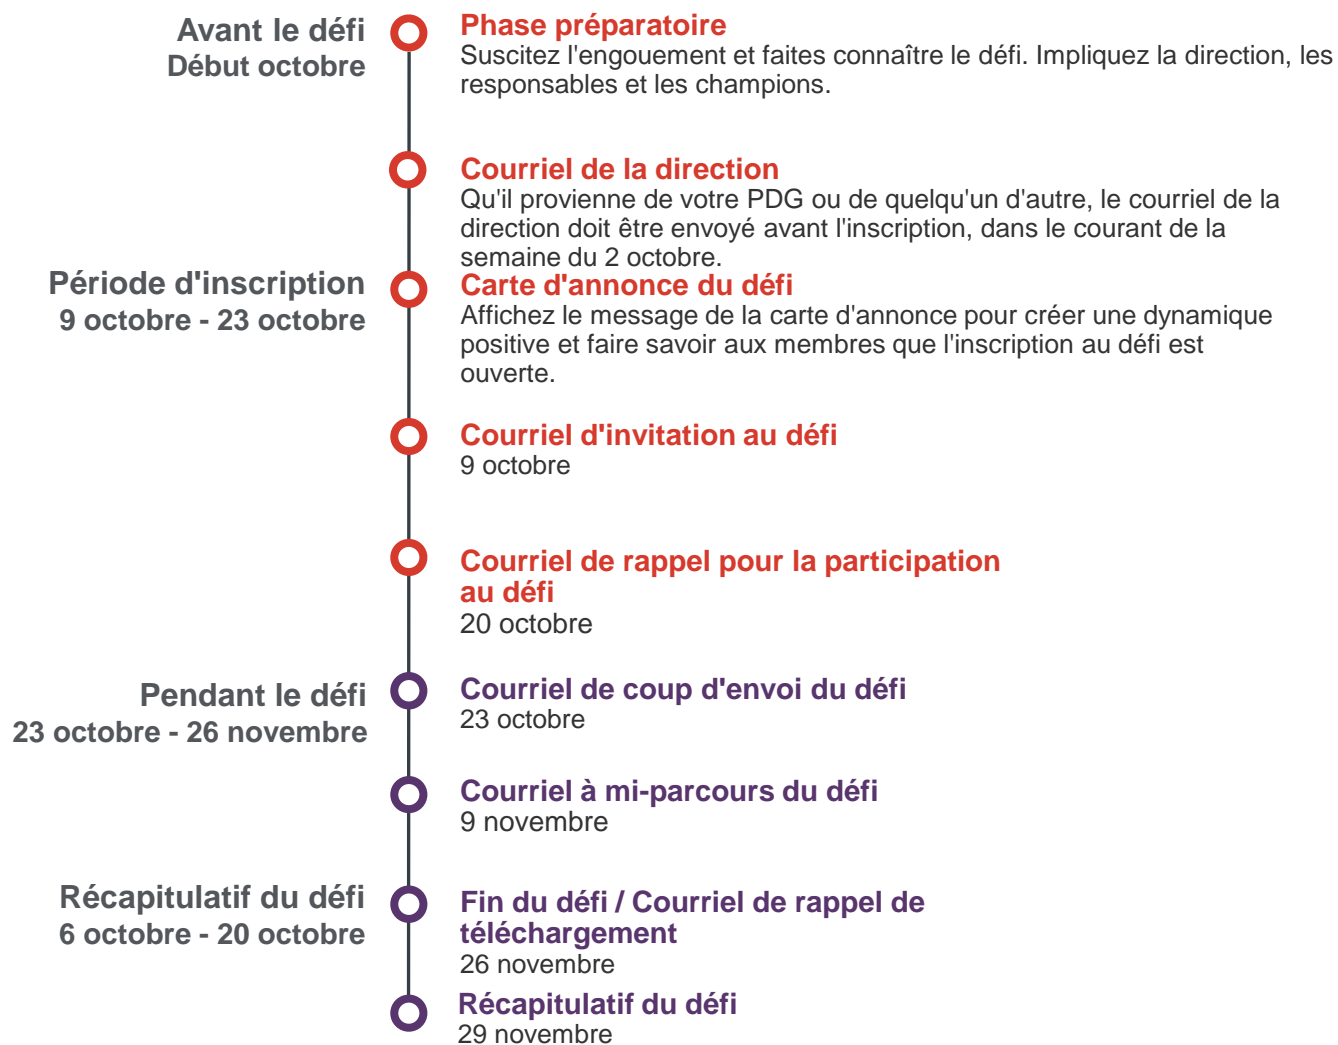 Avant le défi
Début octobre
Phase préparatoire
Suscitez l'engouement et faites connaître le défi. Impliquez la direction, les
responsables et les champions.
Courriel de la direction
Qu'il provienne de votre PDG ou de quelqu'un d'autre, le courriel de la
direction doit être envoyé avant l'inscription, dans le courant de la
semaine du 2 octobre.
Période d'inscription
9 octobre - 23 octobre
Carte d'annonce du défi
Affichez le message de la carte d'annonce pour créer une dynamique
positive et faire savoir aux membres que l'inscription au défi est
ouverte.
Courriel d'invitation au défi
9 octobre
Courriel de rappel pour la participation
au défi
20 octobre
Pendant le défi
23 octobre - 26 novembre
Courriel de coup d'envoi du défi
23 octobre
Courriel à mi-parcours du défi
9 novembre
Récapitulatif du défi
6 octobre - 20 octobre
Fin du défi / Courriel de rappel de
téléchargement
26 novembre
Récapitulatif du défi
29 novembre